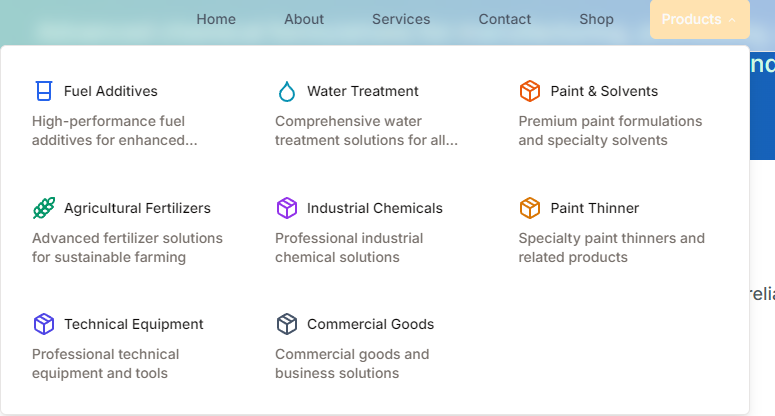 Home About Services Contact Shop Products
Fuel Additives
High-performance fuel
additives for enhanced...
Water Treatment
Comprehensive water
treatment solutions for all...
Paint & Solvents
Premium paint formulations
and specialty solvents
Agricultural Fertilizers
Advanced fertilizer solutions
for sustainable farming
Industrial Chemicals
Professional industrial
chemical solutions
Paint Thinner
Specialty paint thinners and
related products
Technical Equipment
Professional technical
equipment and tools
Commercial Goods
Commercial goods and
business solutions